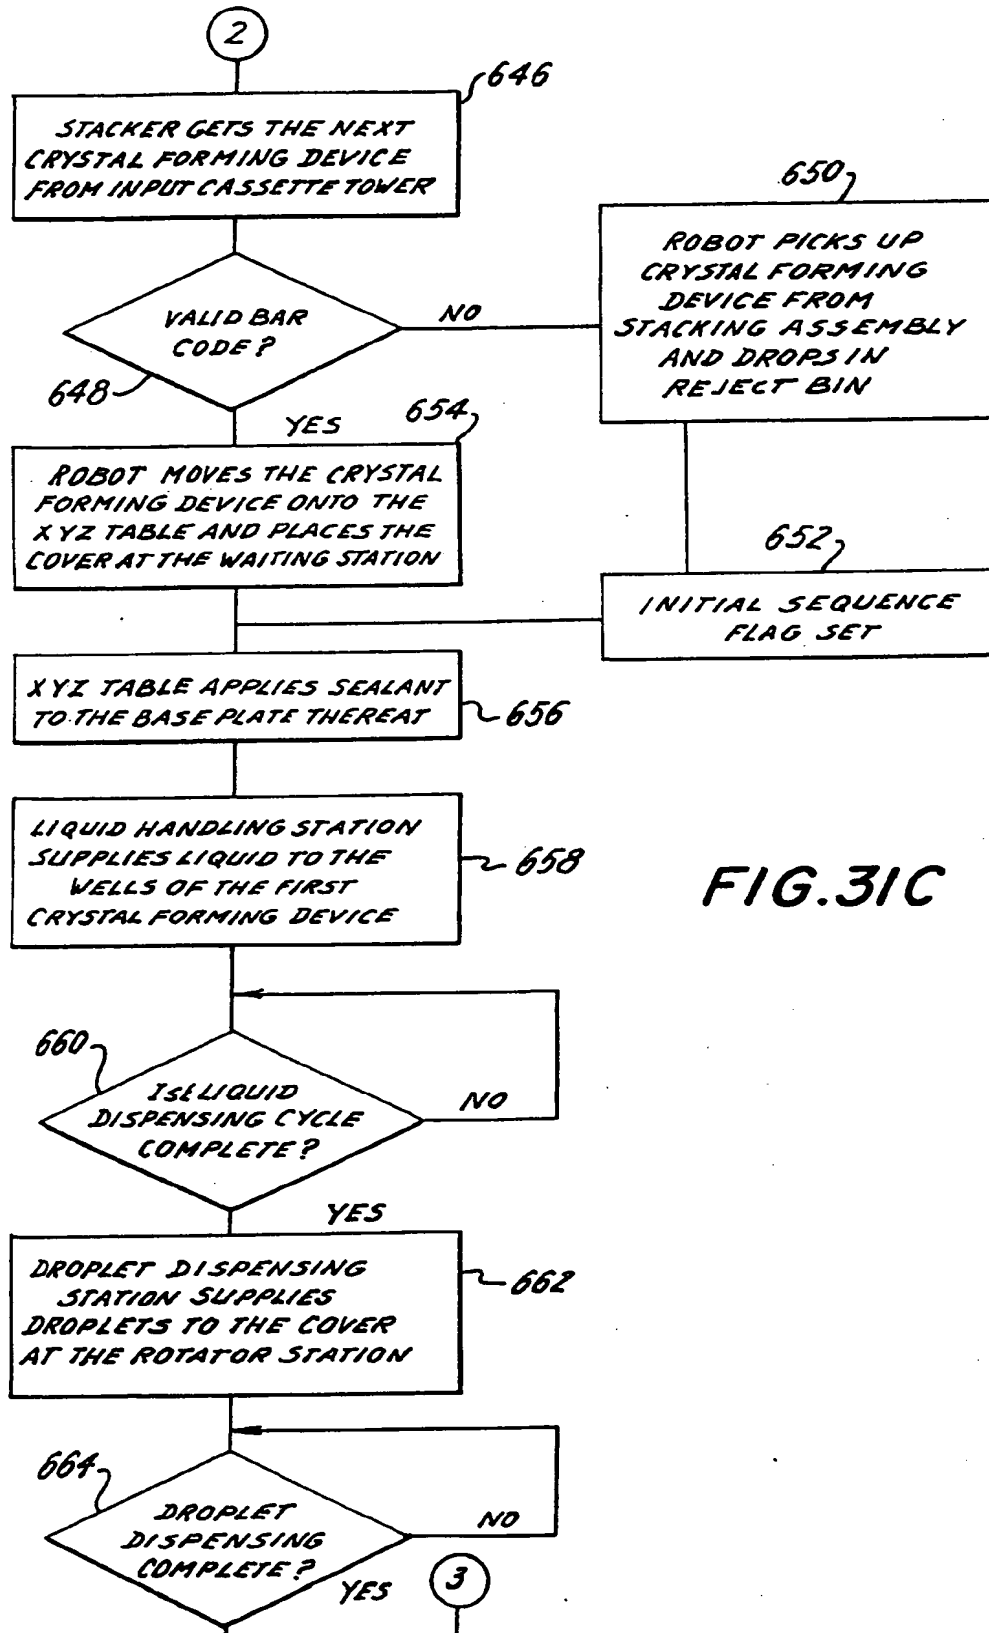 2
646
STACKER GETS THE NEXT
CRYSTAL FORMING DEVICE
FROM INPUT CASSETTE TOWER
650
ROBOT PICKS UP
CRYSTAL FORMING
DEVICE FROM
STACKING ASSEMBLY
AND DROPS IN
REJECT BIN
VALID BAR
CODE?
NO
648
YES
654
ROBOT MOVES THE CRYSTAL
FORMING DEVICE ONTO THE
XYZ TABLE AND PLACES THE
COVER AT THE WAITING STATION
652
INITIAL SEQUENCE
FLAG SET
XYZ TABLE APPLIES SEALANT
TO THE BASE PLATE THEREAT
656
LIQUID HANDLING STATION
SUPPLIES LIQUID TO THE
WELLS OF THE FIRST
CRYSTAL FORMING DEVICE
658
FIG.31C
660
1st LIQUID
DISPENSING CYCLE
COMPLETE?
NO
YES
DROPLET DISPENSING
STATION SUPPLIES
DROPLETS TO THE COVER
AT THE ROTATOR STATION
662
664
DROPLET
DISPENSING
COMPLETE?
NO
YES
3